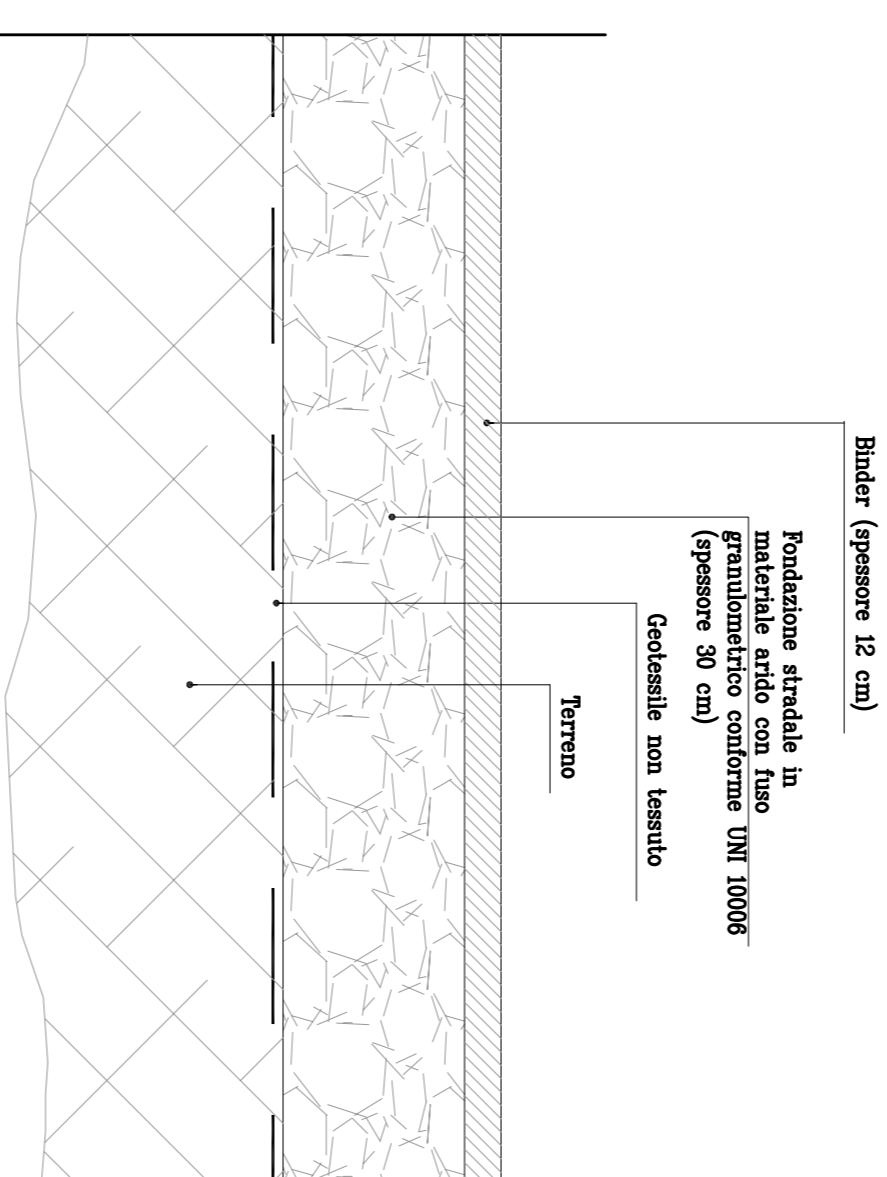 Binder (spessore 12 cm)
Fondazione stradale in
materiale arido con fuso
granulometrico conforme UNI 10006
(spessore 30 cm)
Geotessile non tessuto
Terreno